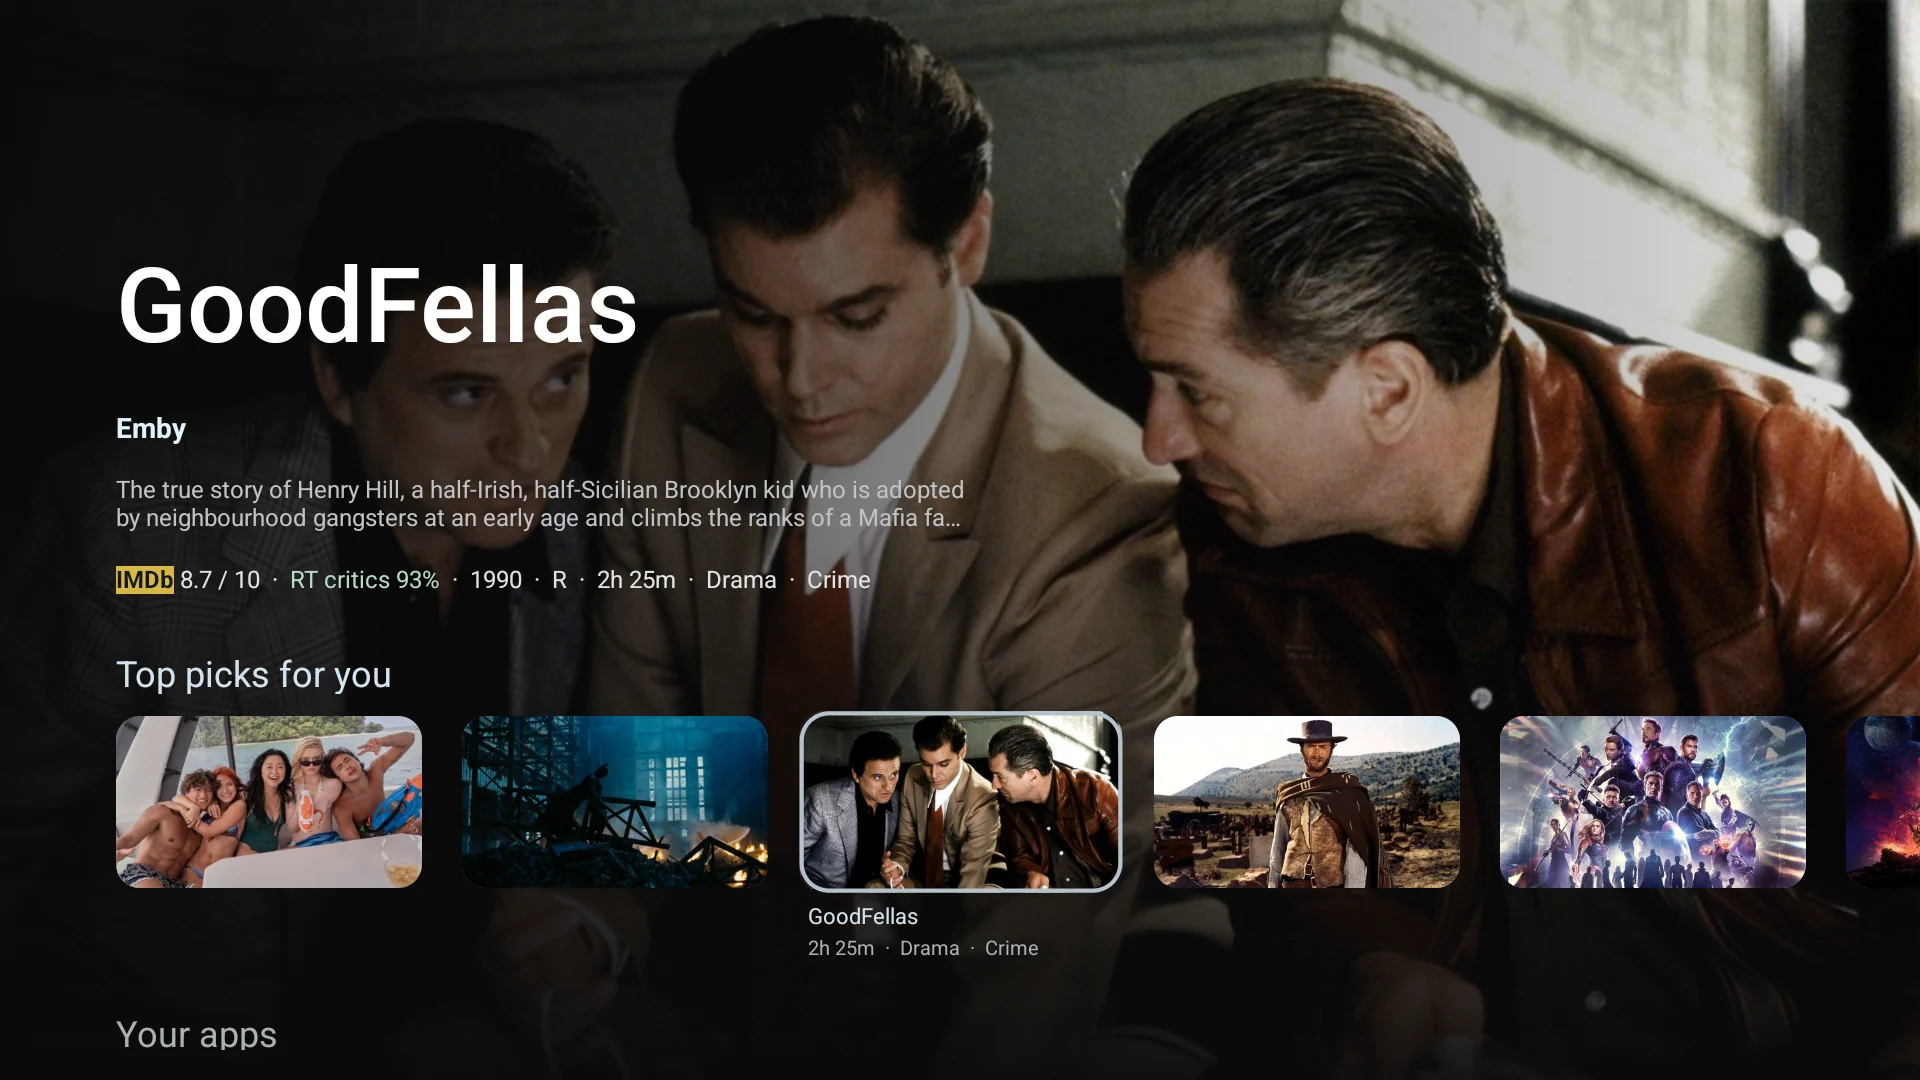 GoodFellas
Emby
The true story of Henry Hill, a half-Irish, half-Sicilian Brooklyn kid who is adopted
by neighbourhood gangsters at an early age and climbs the ranks of a Mafia fa…
IMDb 8.7 / 10 · RT critics 93% · 1990 · R · 2h 25m · Drama · Crime
Top picks for you
GoodFellas
2h 25m · Drama · Crime
Your apps